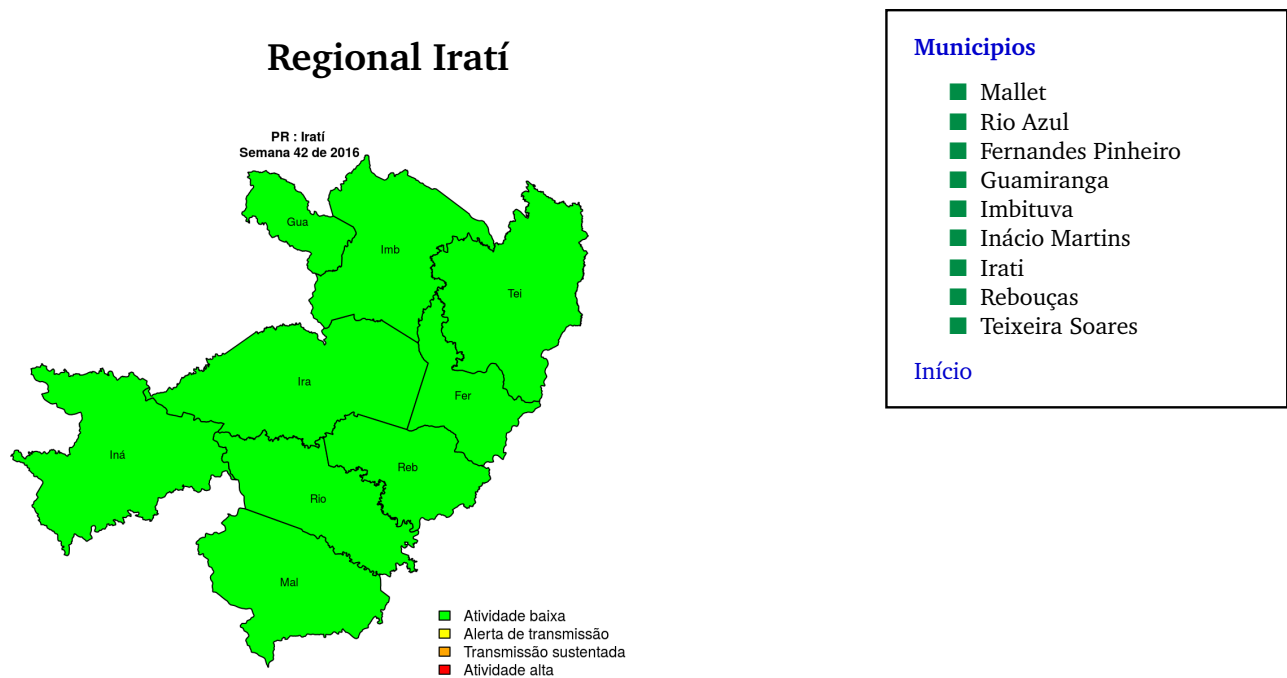 Regional Iratí
PR : Iratí
Semana 42 de 2016
Gua
Imb
Tei
Ira
Fer
Iná
Reb
Rio
Mal
Atividade baixa
Alerta de transmissão
Transmissão sustentada
Atividade alta
Municipios
Mallet
Rio Azul
Fernandes Pinheiro
Guamiranga
Imbituva
Inácio Martins
Irati
Rebouças
Teixeira Soares
Início